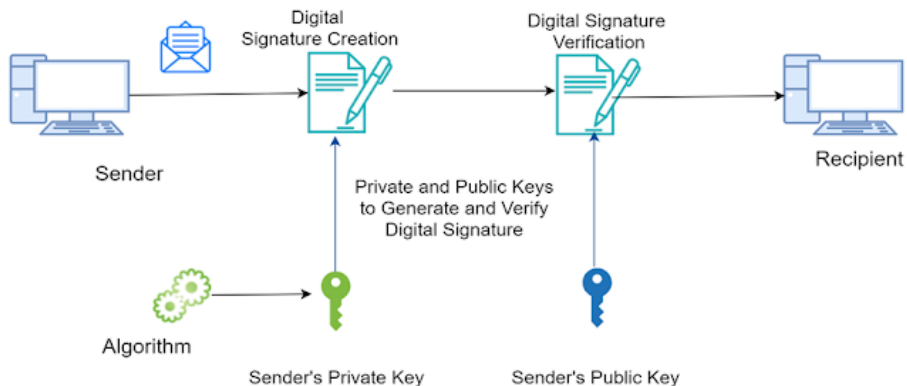 Digital
Signature Creation
Digital Signature
Verification
Sender
Recipient
Private and Public Keys
to Generate and Verify
Digital Signature
Algorithm
Sender's Private Key
Sender's Public Key